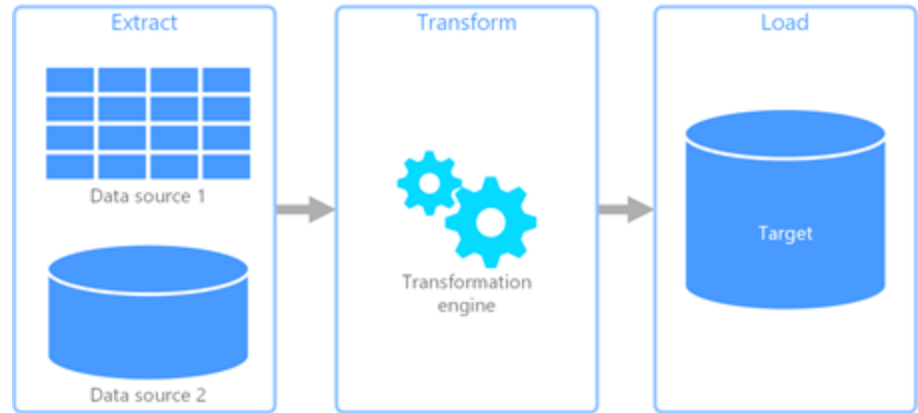 Extract
Data source 1
Data source 2
Transform
Transformation
engine
Load
Target